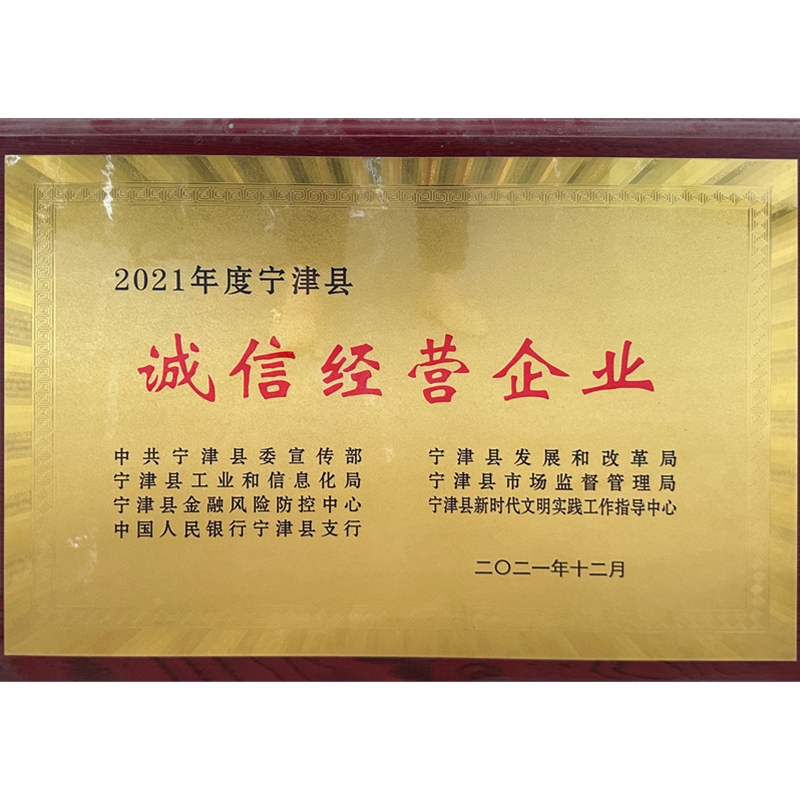 2021年度宁津县
诚信经营企业
中共宁津县委宣传部
宁津县工业和信息化局
宁津县金融风险防控中心
中国人民银行宁津县支行
宁津县发展和改革局
宁津县市场监督管理局
宁津县新时代文明实践工作指导中心
二〇二一年十二月